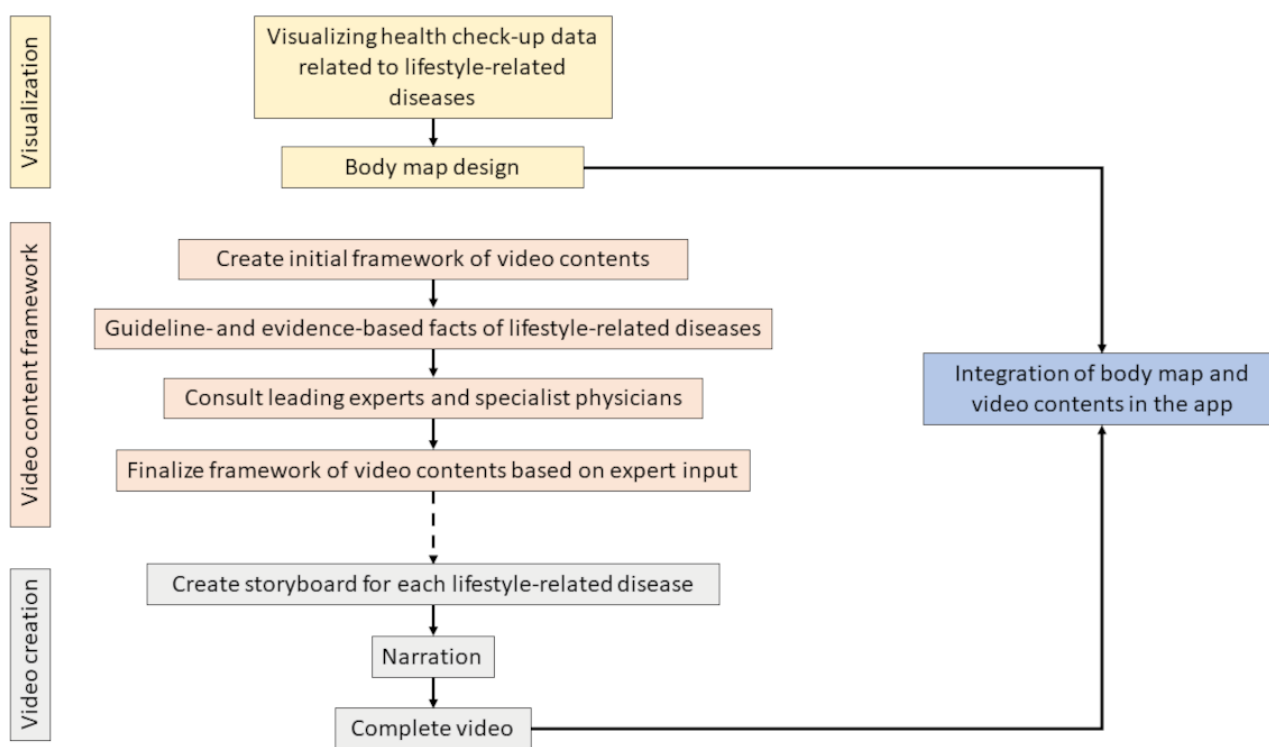 Visualization
Visualizing health check-up data
related to lifestyle-related
diseases
Body map design
Video content framework
Create initial framework of video contents
Guideline- and evidence-based facts of lifestyle-related diseases
Consult leading experts and specialist physicians
Finalize framework of video contents based on expert input
Integration of body map and
video contents in the app
Video creation
Create storyboard for each lifestyle-related disease
Narration
Complete video